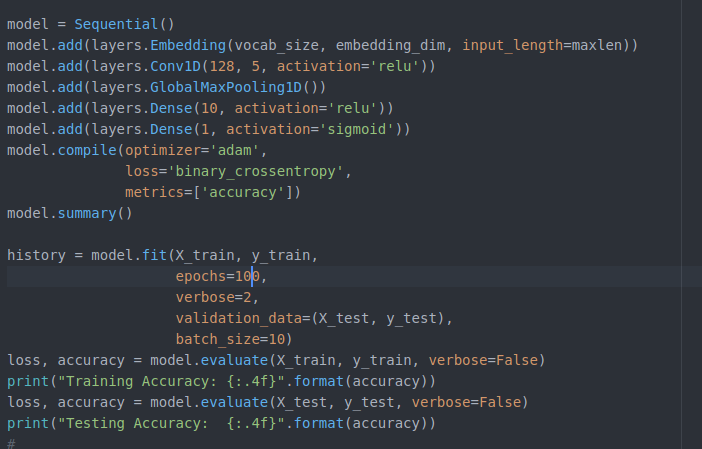 model = Sequential()
model.add(layers.Embedding(vocab_size, embedding_dim, input_length=maxlen))
model.add(layers.Conv1D(128, 5, activation='relu'))
model.add(layers.GlobalMaxPooling1D())
model.add(layers.Dense(10, activation='relu'))
model.add(layers.Dense(1, activation='sigmoid'))
model.compile(optimizer='adam',
              loss='binary_crossentropy',
              metrics=['accuracy'])
model.summary()

history = model.fit(X_train, y_train,
                    epochs=100,
                    verbose=2,
                    validation_data=(X_test, y_test),
                    batch_size=10)
loss, accuracy = model.evaluate(X_train, y_train, verbose=False)
print("Training Accuracy: {:.4f}".format(accuracy))
loss, accuracy = model.evaluate(X_test, y_test, verbose=False)
print("Testing Accuracy:  {:.4f}".format(accuracy))
#